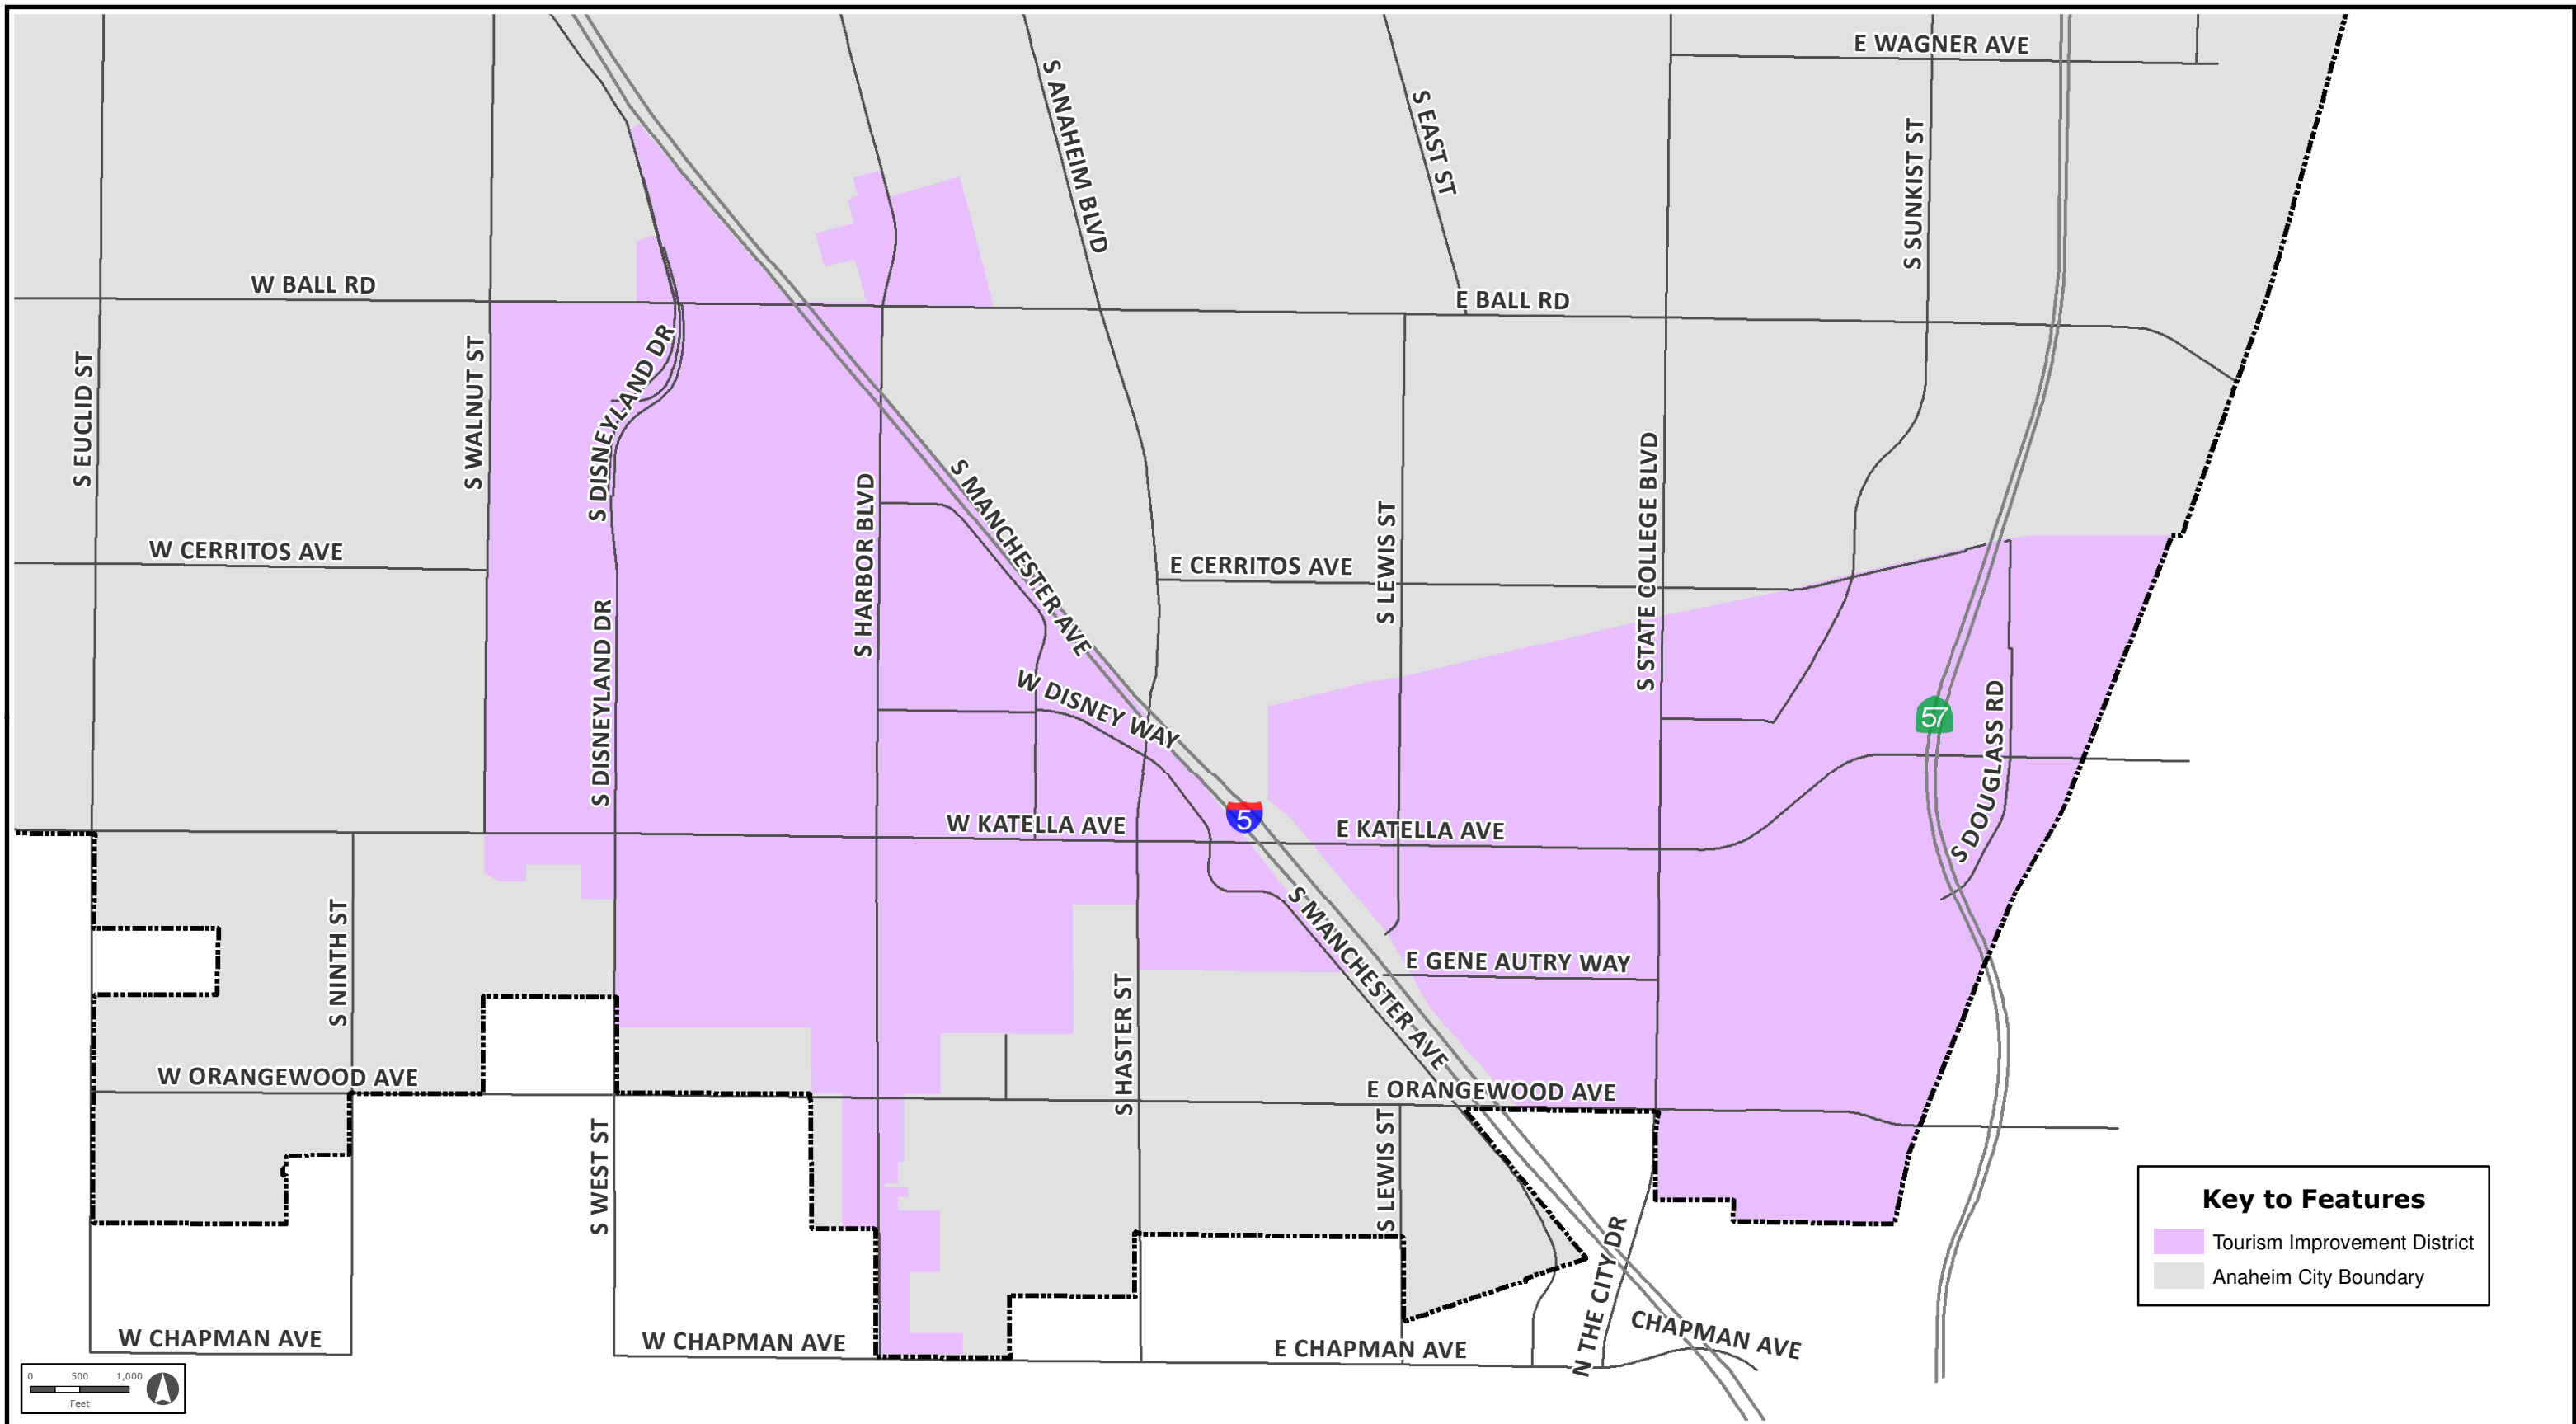 E WAGNER AVE
S ANAHEIM BLVD
S EAST ST
S SUNKIST ST
W BALL RD
E BALL RD
S EUCLID ST
S WALNUT ST
S DISNEYLAND DR
S HARBOR BLVD
S MANCHESTER AVE
S LEWIS ST
S STATE COLLEGE BLVD
W CERRITOS AVE
E CERRITOS AVE
S DISNEYLAND DR
W DISNEY WAY
57
S DOUGLASS RD
5
W KATELLA AVE
E KATELLA AVE
S NINTH ST
S MANCHESTER AVE
E GENE AUTRY WAY
S HASTER ST
W ORANGEWOOD AVE
E ORANGEWOOD AVE
S WEST ST
S LEWIS ST
N THE CITY DR
W CHAPMAN AVE
W CHAPMAN AVE
E CHAPMAN AVE
CHAPMAN AVE
Key to Features
Tourism Improvement District
Anaheim City Boundary
0 500 1,000
Feet